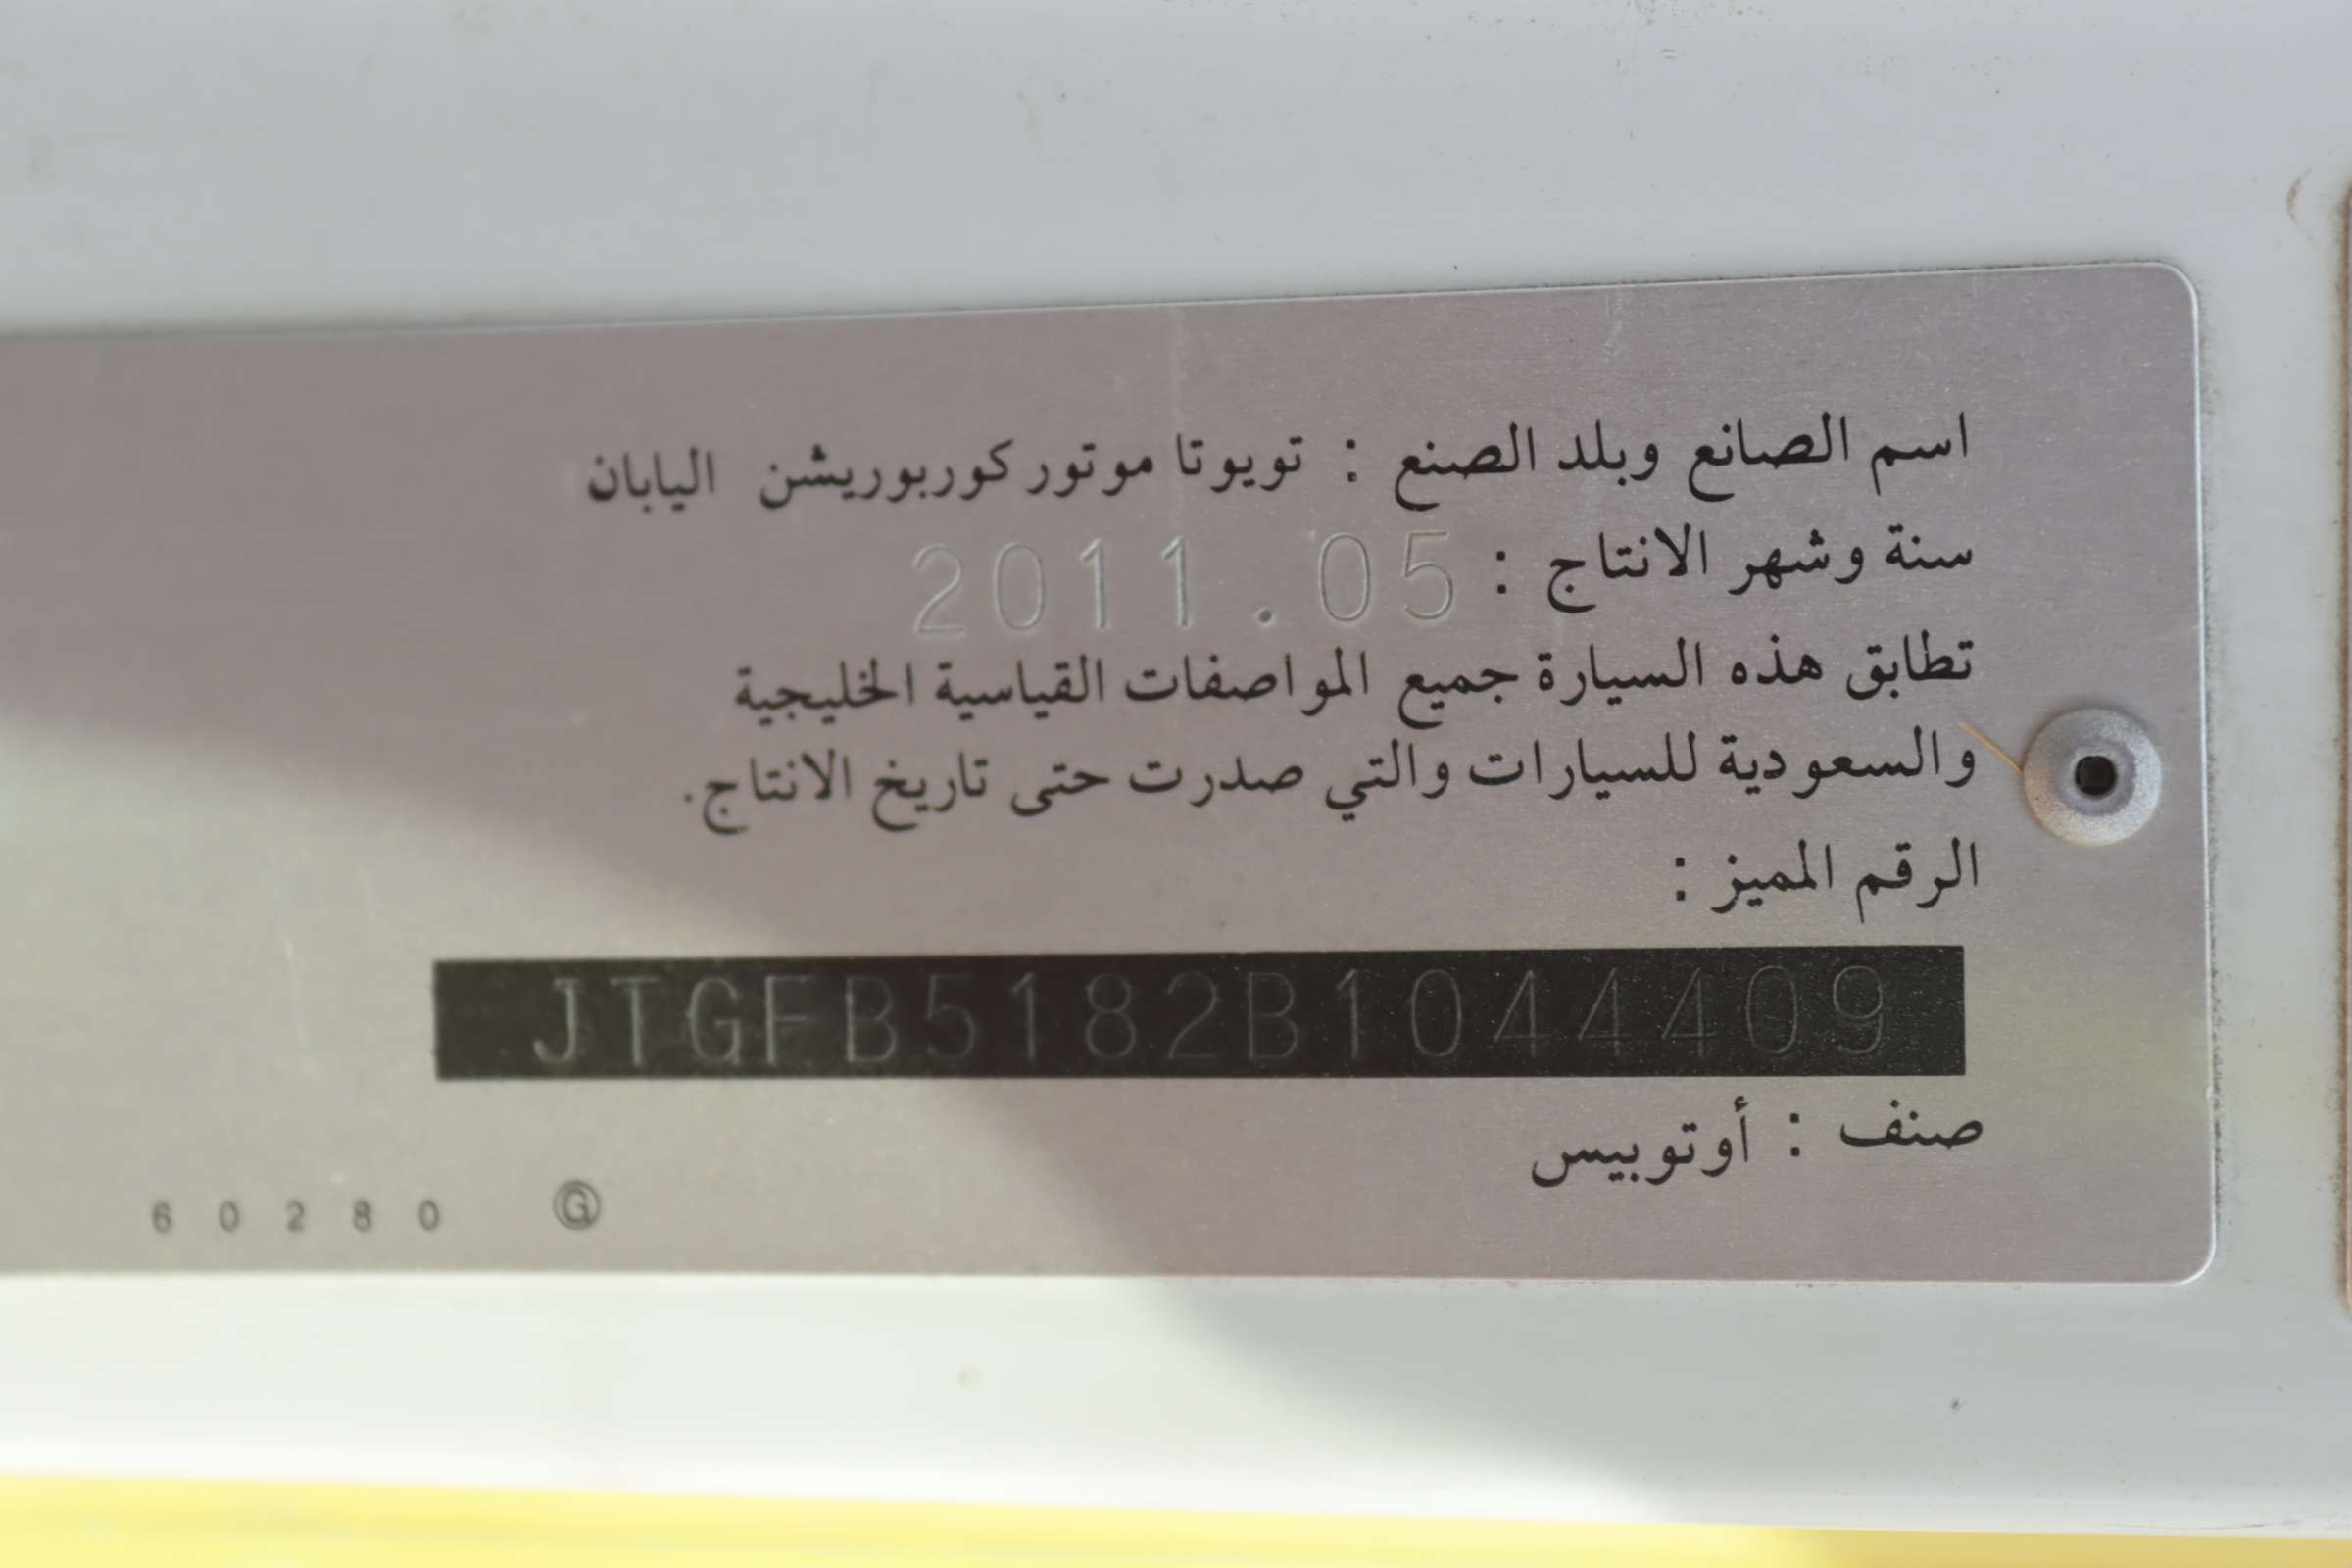 اسم الصانع وبلد الصنع : تويوتا موتور كوربوريشن اليابان
سنة وشهر الانتاج : 2011.05
تطابق هذه السيارة جميع المواصفات القياسية الخليجية
والسعودية للسيارات والتي صدرت حتى تاريخ الانتاج.
الرقم المميز :
JTGFB5182B1044409
صنف : أوتوبيس
60280 Ⓖ